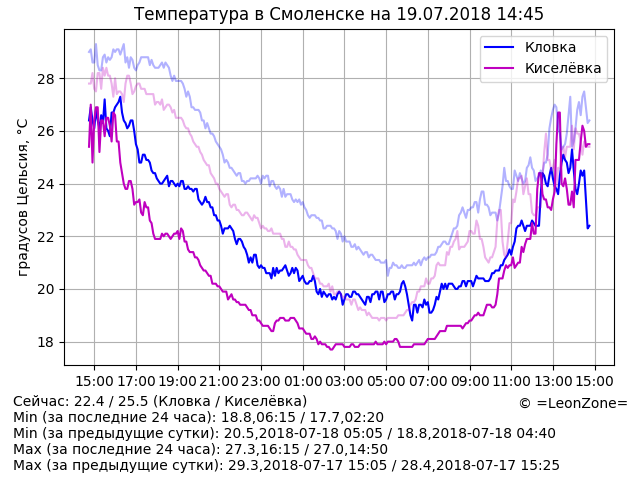 Температура в Смоленске на 19.07.2018 14:45
Кловка
Киселёвка
градусов Цельсия, °C
28
26
24
22
20
18
15:00 17:00 19:00 21:00 23:00 01:00 03:00 05:00 07:00 09:00 11:00 13:00 15:00
Сейчас: 22.4 / 25.5 (Кловка / Киселёвка)
© =LeonZone=
Min (за последние 24 часа): 18.8,06:15 / 17.7,02:20
Min (за предыдущие сутки): 20.5,2018-07-18 05:05 / 18.8,2018-07-18 04:40
Max (за последние 24 часа): 27.3,16:15 / 27.0,14:50
Max (за предыдущие сутки): 29.3,2018-07-17 15:05 / 28.4,2018-07-17 15:25